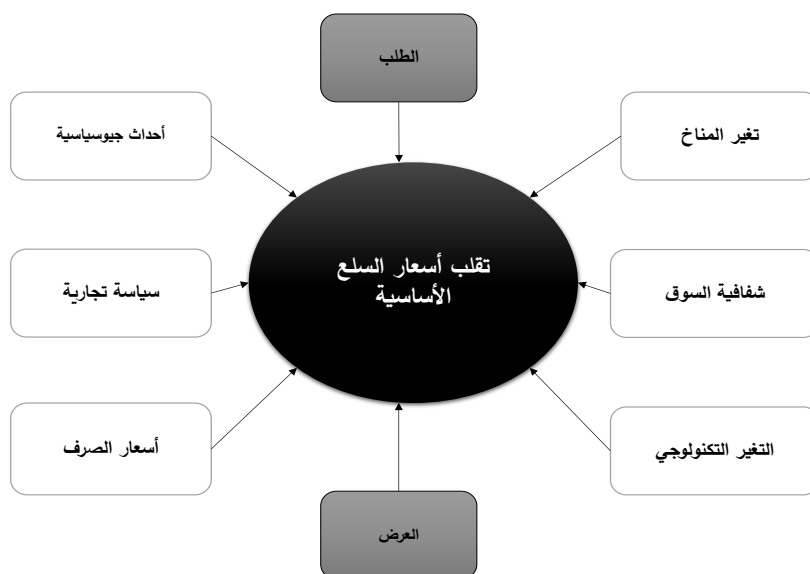 الطلب
تغير المناخ
أحداث جيوسياسية
تقلب أسعار السلع
الأساسية
شفافية السوق
سياسة تجارية
التغير التكنولوجي
أسعار الصرف
العرض